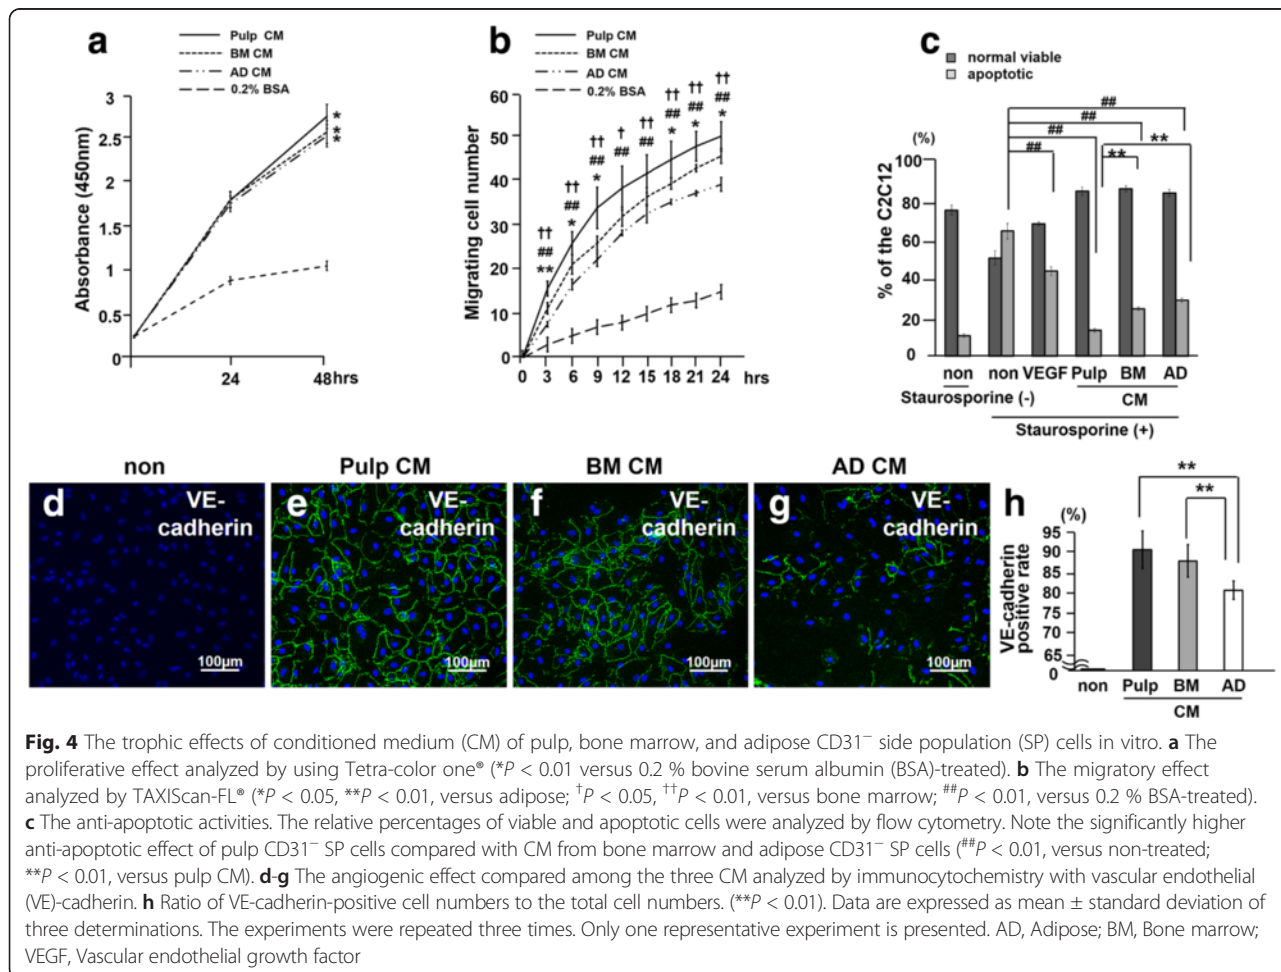 a
Pulp CM
BM CM
AD CM
0.2% BSA
Absorbance (450nm)
3
2.5
2
1.5
1
0.5
0
*
*
*
24
48hrs
b
Pulp CM
BM CM
AD CM
0.2% BSA
Migrating cell number
60
50
40
30
20
10
0
††
##
**
††
##
*
††
##
*
†
##
††
##
††
##
*
††
##
*
††
##
*
0 3 6 9 12 15 18 21 24 hrs
c
normal viable
apoptotic
(%)
% of the C2C12
100
80
60
40
20
0
##
##
##
##
**
**
non non VEGF Pulp BM AD
Staurosporine (-) CM
Staurosporine (+)
non Pulp CM BM CM AD CM
d VE-
cadherin
100µm
e VE-
cadherin
100µm
f VE-
cadherin
100µm
g VE-
cadherin
100µm
h
(%)
VE-cadherin
positive rate
95
90
85
80
75
70
65
0
**
**
non Pulp BM AD
CM
Fig. 4 The trophic effects of conditioned medium (CM) of pulp, bone marrow, and adipose CD31⁻ side population (SP) cells in vitro. a The
proliferative effect analyzed by using Tetra-color one® (*P < 0.01 versus 0.2 % bovine serum albumin (BSA)-treated). b The migratory effect
analyzed by TAXIScan-FL® (*P < 0.05, **P < 0.01, versus adipose; †P < 0.05, ††P < 0.01, versus bone marrow; ##P < 0.01, versus 0.2 % BSA-treated).
c The anti-apoptotic activities. The relative percentages of viable and apoptotic cells were analyzed by flow cytometry. Note the significantly higher
anti-apoptotic effect of pulp CD31⁻ SP cells compared with CM from bone marrow and adipose CD31⁻ SP cells (##P < 0.01, versus non-treated;
**P < 0.01, versus pulp CM). d-g The angiogenic effect compared among the three CM analyzed by immunocytochemistry with vascular endothelial
(VE)-cadherin. h Ratio of VE-cadherin-positive cell numbers to the total cell numbers. (**P < 0.01). Data are expressed as mean ± standard deviation of
three determinations. The experiments were repeated three times. Only one representative experiment is presented. AD, Adipose; BM, Bone marrow;
VEGF, Vascular endothelial growth factor